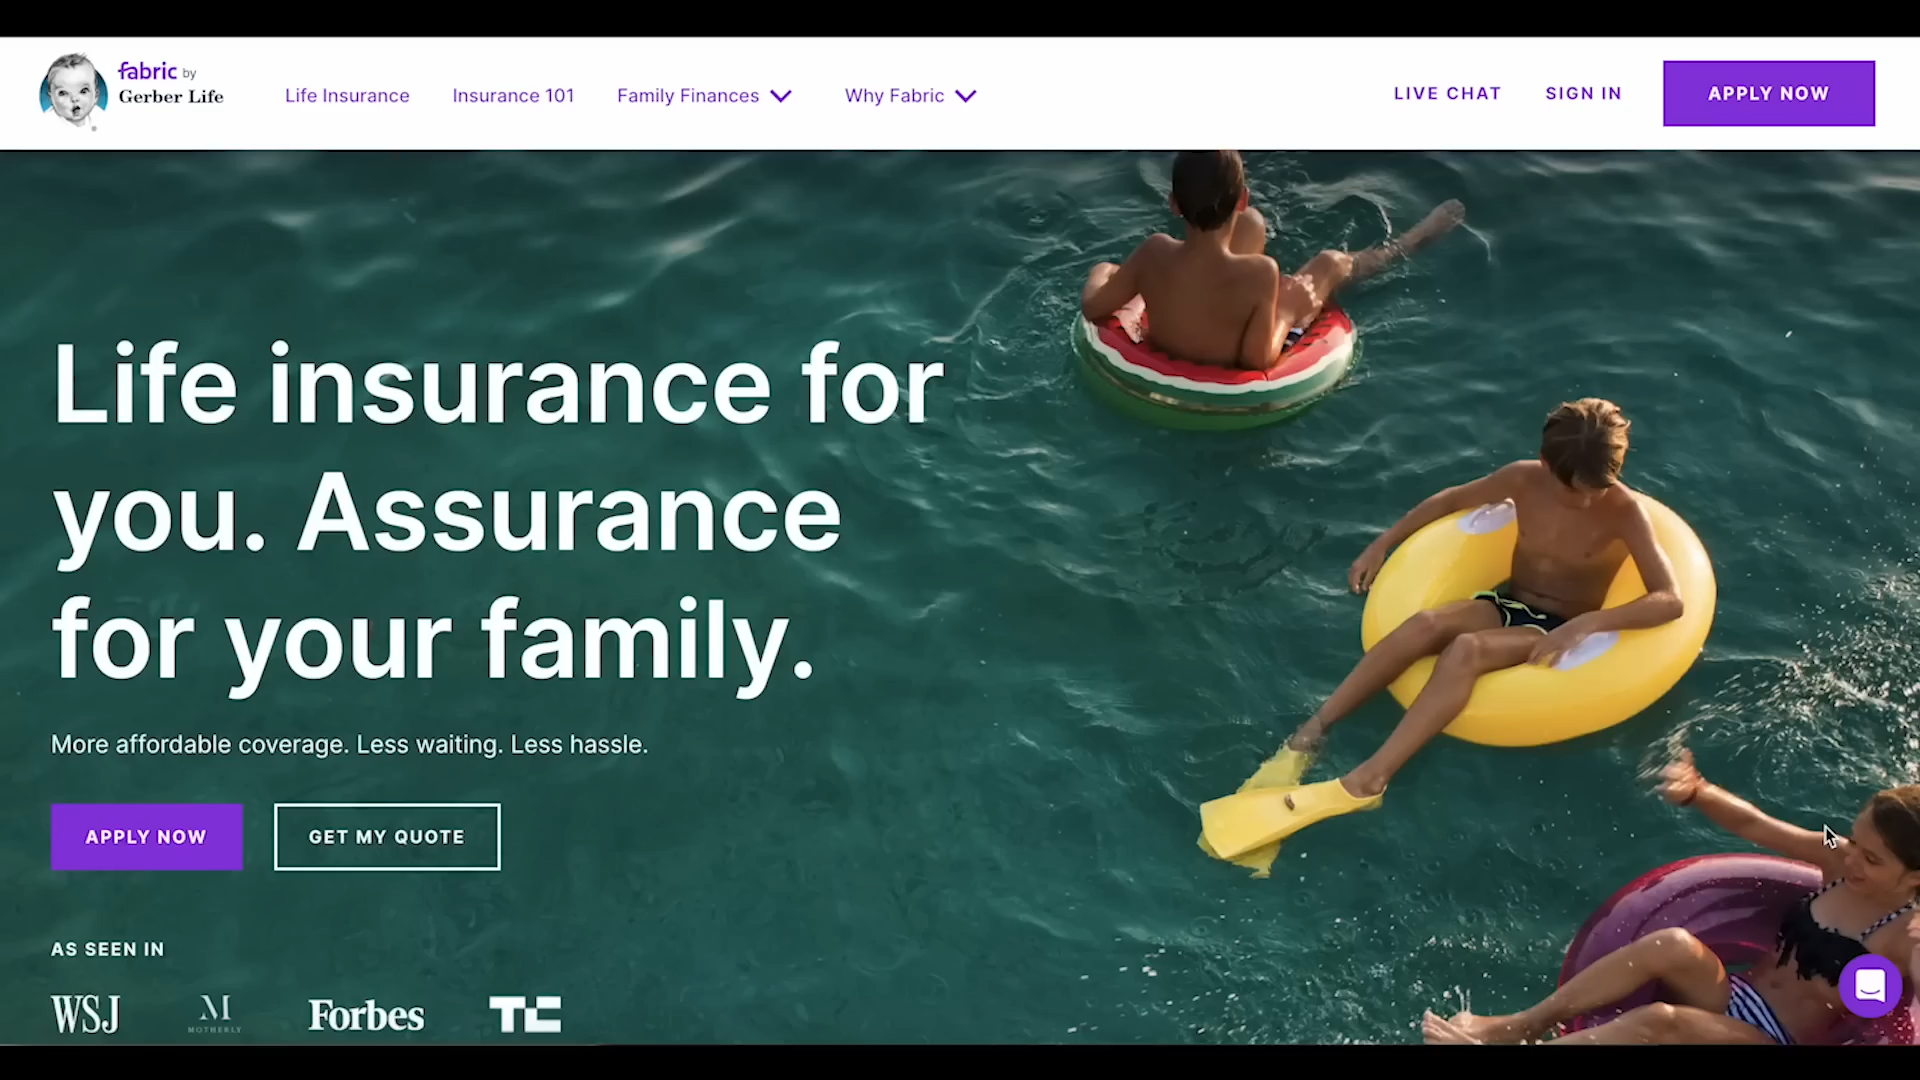 fabric by
Gerber Life
Life Insurance
Insurance 101
Family Finances
Why Fabric
LIVE CHAT
SIGN IN
APPLY NOW
Life insurance for
you. Assurance
for your family.
More affordable coverage. Less waiting. Less hassle.
APPLY NOW
GET MY QUOTE
AS SEEN IN
WSJ
M
MOTHERLY
Forbes
TC